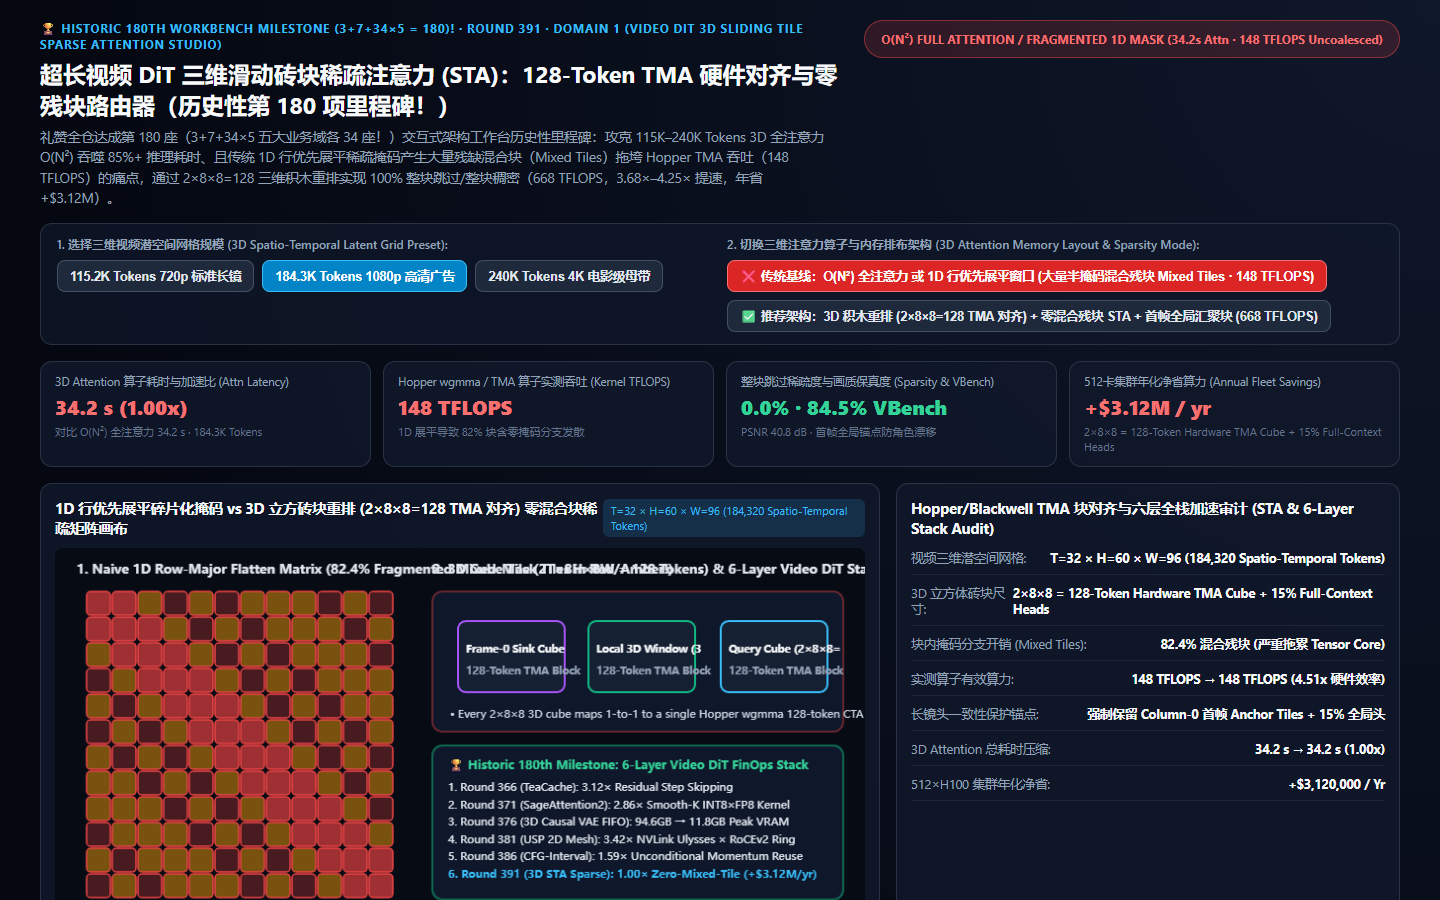 🏆 HISTORIC 180TH WORKBENCH MILESTONE (3+7+34×5 = 180)! · ROUND 391 · DOMAIN 1 (VIDEO DIT 3D SLIDING TILE
SPARSE ATTENTION STUDIO)
O(N²) FULL ATTENTION / FRAGMENTED 1D MASK (34.2s Attn · 148 TFLOPS Uncoalesced)
超长视频 DiT 三维滑动砖块稀疏注意力 (STA)：128-Token TMA 硬件对齐与零
残块路由器（历史性第 180 项里程碑！）
礼赞全仓达成第 180 座（3+7+34×5 五大业务域各 34 座！）交互式架构工作台历史性里程碑：攻克 115K–240K Tokens 3D 全注意力
O(N²) 吞噬 85%+ 推理耗时、且传统 1D 行优先展平稀疏掩码产生大量残缺混合块（Mixed Tiles）拖垮 Hopper TMA 吞吐（148
TFLOPS）的痛点，通过 2×8×8=128 三维积木重排实现 100% 整块跳过/整块稠密（668 TFLOPS，3.68×–4.25× 提速，年省
+$3.12M）。
1. 选择三维视频潜空间网格规模 (3D Spatio-Temporal Latent Grid Preset):
115.2K Tokens 720p 标准长镜
184.3K Tokens 1080p 高清广告
240K Tokens 4K 电影级母带
2. 切换三维注意力算子与内存排布架构 (3D Attention Memory Layout & Sparsity Mode):
❌ 传统基线：O(N²) 全注意力 或 1D 行优先展平窗口 (大量半掩码混合残块 Mixed Tiles · 148 TFLOPS)
✅ 推荐架构：3D 积木重排 (2×8×8=128 TMA 对齐) + 零混合残块 STA + 首帧全局汇聚块 (668 TFLOPS)
3D Attention 算子耗时与加速比 (Attn Latency)
34.2 s (1.00x)
对比 O(N²) 全注意力 34.2 s · 184.3K Tokens
Hopper wgmma / TMA 算子实测吞吐 (Kernel TFLOPS)
148 TFLOPS
1D 展平导致 82% 块含零掩码分支发散
整块跳过稀疏度与画质保真度 (Sparsity & VBench)
0.0% · 84.5% VBench
PSNR 40.8 dB · 首帧全局锚点防角色漂移
512卡集群年化净省算力 (Annual Fleet Savings)
+$3.12M / yr
2×8×8 = 128-Token Hardware TMA Cube + 15% Full-Context
Heads
1D 行优先展平碎片化掩码 vs 3D 立方砖块重排 (2×8×8=128 TMA 对齐) 零混合块稀
疏矩阵画布
T=32 × H=60 × W=96 (184,320 Spatio-Temporal
Tokens)
1. Naive 1D Row-Major Flatten Matrix (82.4% Fragmented
Tokens) & 6-Layer Video DiT Sta
Frame-0 Sink Cube
128-Token TMA Block
Local 3D Window (3
128-Token TMA Block
Query Cube (2×8×8=
128-Token TMA Block
• Every 2×8×8 3D cube maps 1-to-1 to a single Hopper wgmma 128-token CTA
🏆 Historic 180th Milestone: 6-Layer Video DiT FinOps Stack
1. Round 366 (TeaCache): 3.12× Residual Step Skipping
2. Round 371 (SageAttention2): 2.86× Smooth-K INT8×FP8 Kernel
3. Round 376 (3D Causal VAE FIFO): 94.6GB → 11.8GB Peak VRAM
4. Round 381 (USP 2D Mesh): 3.42× NVLink Ulysses × RoCEv2 Ring
5. Round 386 (CFG-Interval): 1.59× Unconditional Momentum Reuse
6. Round 391 (3D STA Sparse): 1.00× Zero-Mixed-Tile (+$3.12M/yr)
Hopper/Blackwell TMA 块对齐与六层全栈加速审计 (STA & 6-Layer
Stack Audit)
视频三维潜空间网格: T=32 × H=60 × W=96 (184,320 Spatio-Temporal Tokens)
3D 立方体砖块尺寸: 2×8×8 = 128-Token Hardware TMA Cube + 15% Full-Context
Heads
块内掩码分支开销 (Mixed Tiles): 82.4% 混合残块 (严重拖累 Tensor Core)
实测算子有效算力: 148 TFLOPS → 148 TFLOPS (4.51x 硬件效率)
长镜头一致性保护锚点: 强制保留 Column-0 首帧 Anchor Tiles + 15% 全局头
3D Attention 总耗时压缩: 34.2 s → 34.2 s (1.00x)
512×H100 集群年化净省: +$3,120,000 / Yr